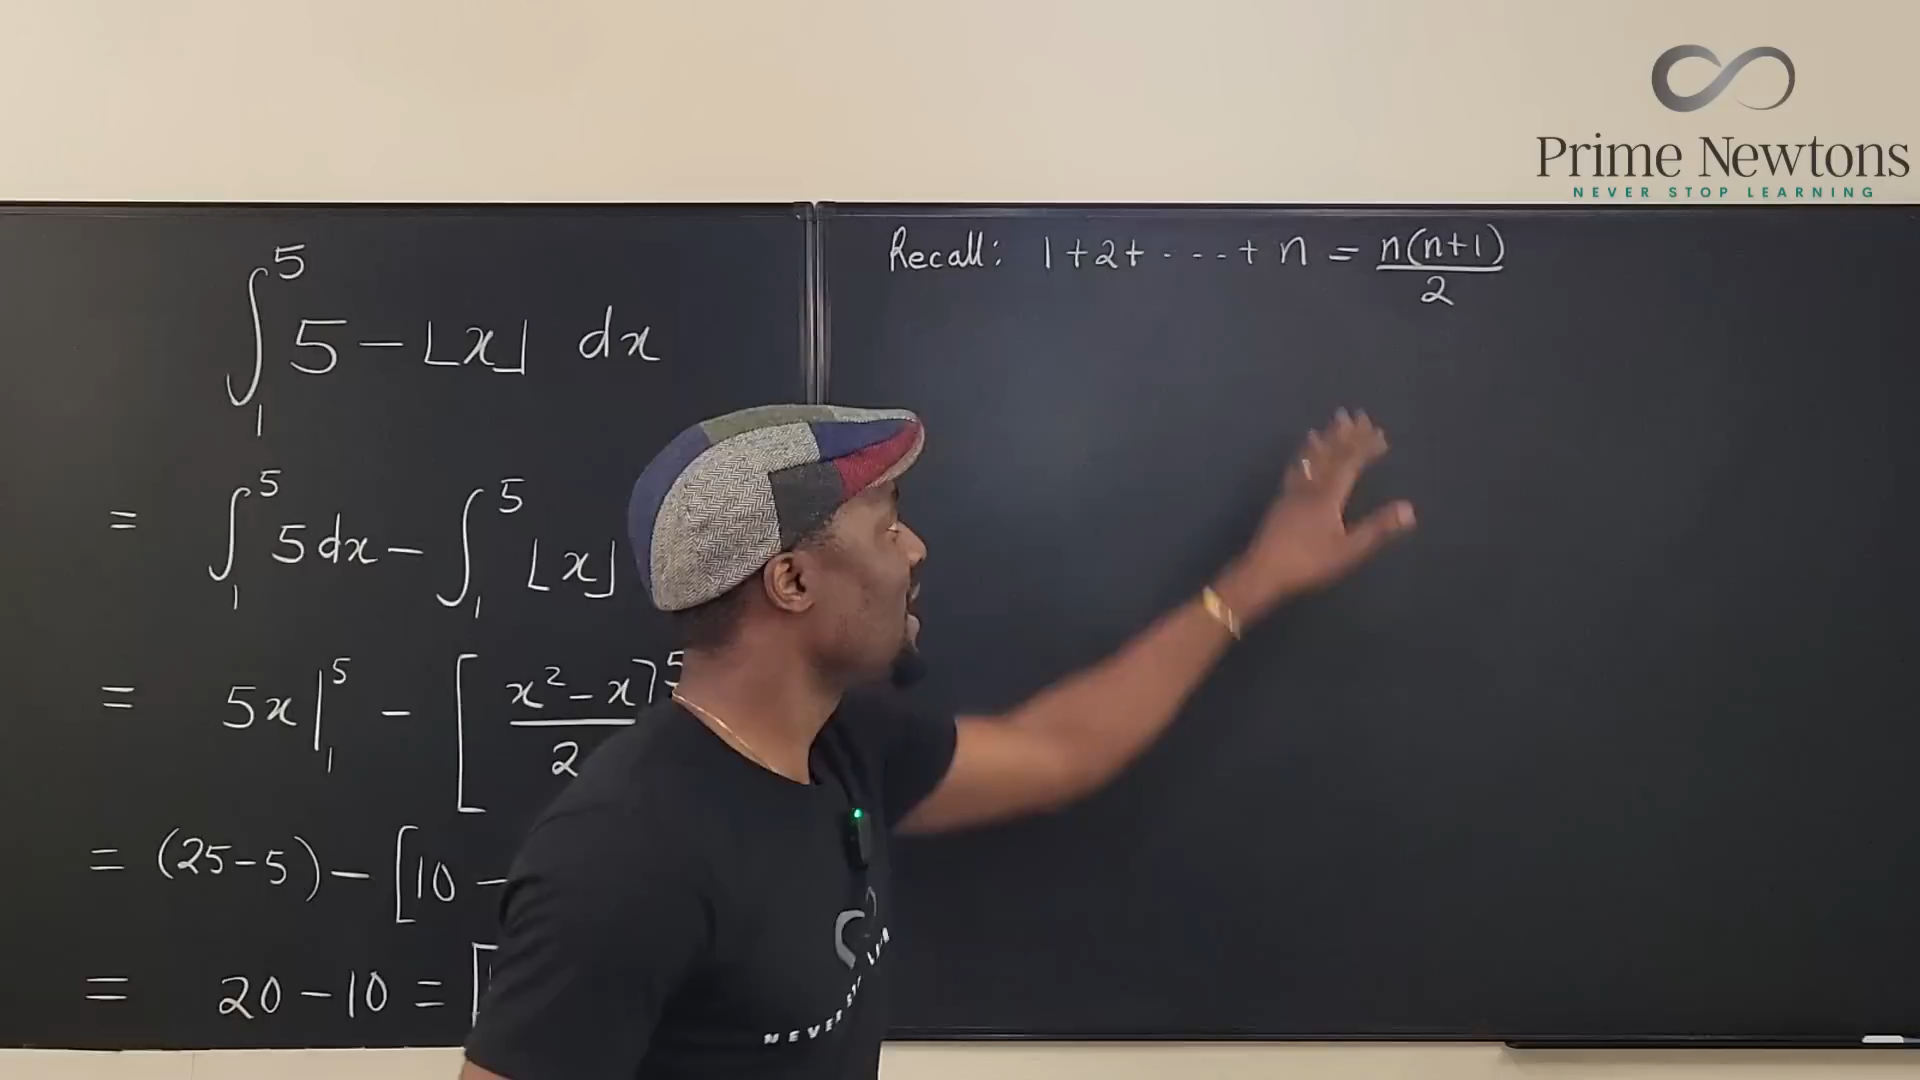 Prime Newtons
NEVER STOP LEARNING
∫₁⁵ 5 − ⌊x⌋ dx
= ∫₁⁵ 5 dx − ∫₁⁵ ⌊x⌋
= 5x |₁⁵ − [ (x² − x)/2 ]⁵
= (25 − 5) − [10 −
= 20 − 10 =
Recall: 1 + 2 + ⋯ + n = n(n+1)/2
NEVER